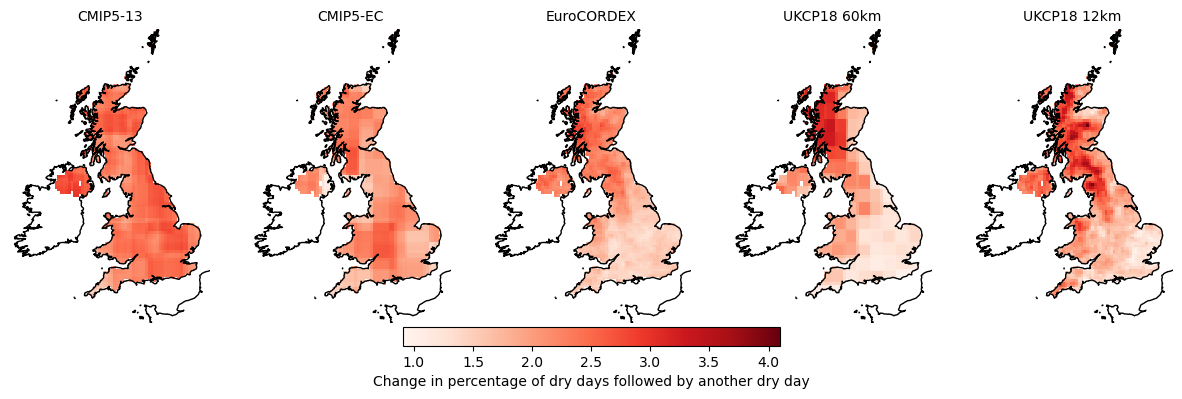 CMIP5-13 CMIP5-EC EuroCORDEX UKCP18 60km UKCP18 12km
1.0 1.5 2.0 2.5 3.0 3.5 4.0
Change in percentage of dry days followed by another dry day